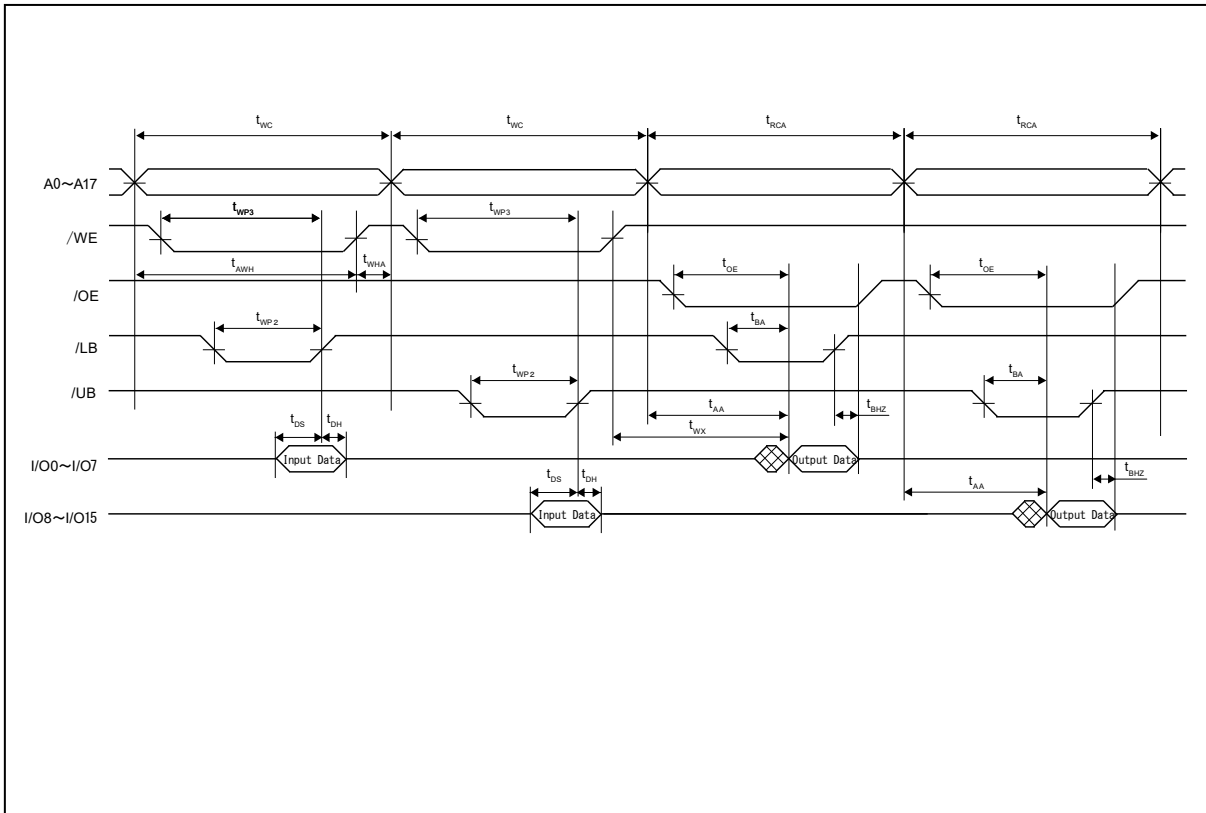 tWC tWC tRCA tRCA
A0~A17
tWP3 tWP3
/WE
tAWH tWHA tOE tOE
/OE
tWP2 tBA
/LB
tWP2 tBA
/UB
tAA tBHZ
tDS tDH tWX
I/O0~I/O7 Input Data Output Data
tDS tDH tAA tBHZ
I/O8~I/O15 Input Data Output Data